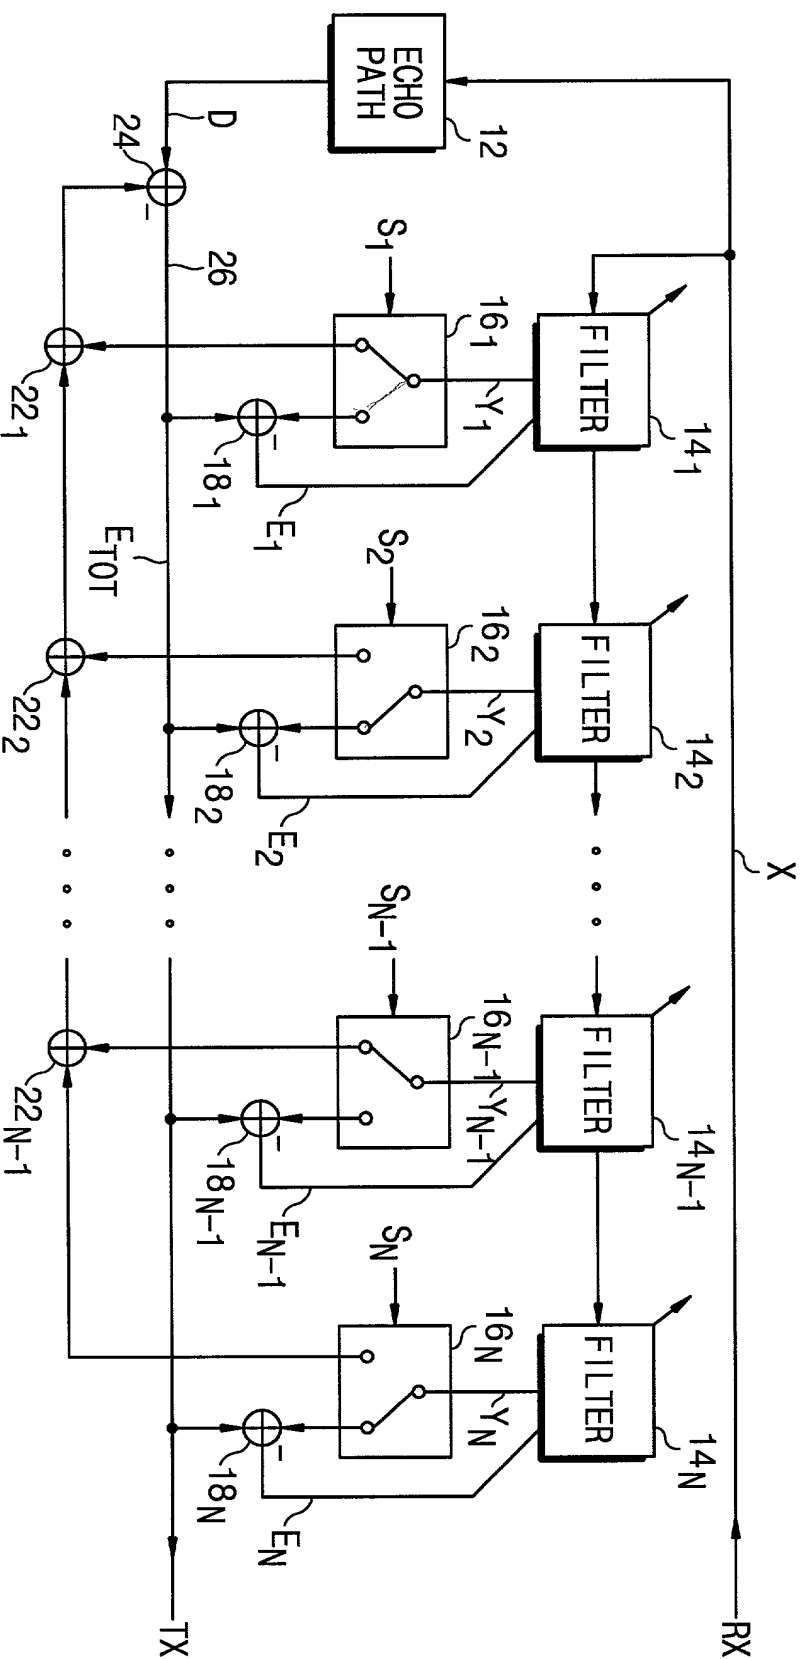 ECHO
PATH
12
D
24
26
S1
161
Y1
FILTER
141
181
E1
221
ETOT
S2
162
Y2
FILTER
142
182
E2
222
X
SN-1
16N-1
YN-1
FILTER
14N-1
18N-1
EN-1
22N-1
SN
16N
YN
FILTER
14N
18N
EN
RX
TX